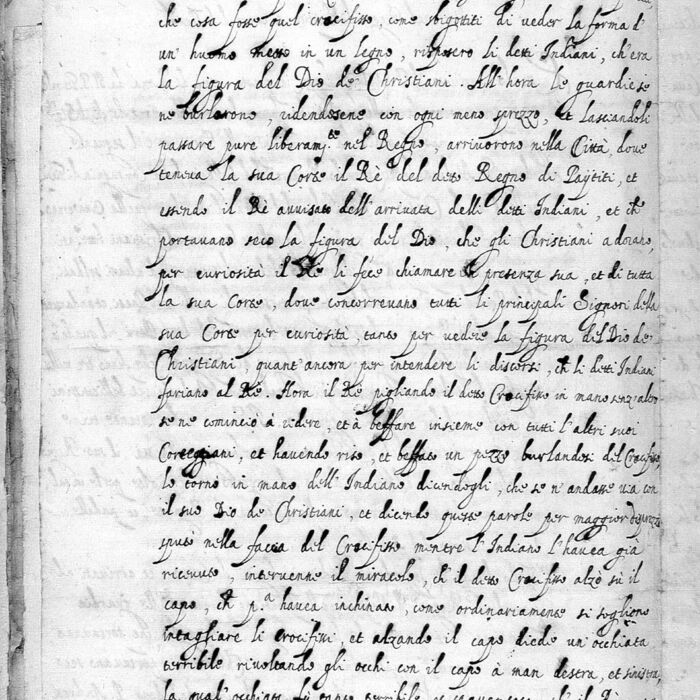 che cosa fosse quel crocifisso, come sbigottiti di veder la forma d'
un' huomo messo in un legno, risposero li detti Indiani, ch'era
la figura del Dio de Christiani. All'hora le guardie se
ne burlarono, ridendosene con ogni meno sprezzo, et lasciandoli
passare pure liberam.te nel Regno, arrivorono nella Città, dove
teneva la sua Corte il Rè del detto Regno di Paytiti, et
essendo il Rè avvisato dell'arrivata delli detti Indiani, et ch
portavano seco la figura del Dio, che gli Christiani adorano,
per curiosità il Rè li fece chiamare in presenza sua, et di tutta
la sua Corte, dove concorrevano tutti li principali Signori della
sua Corte per curiosità, tanto per vedere la figura del Dio de
Christiani, quant'ancora per intendere li discorsi, ch li detti Indiani
fariano al Rè. Hora il Rè pigliando il detto Crocifisso in mano senz'altro
se ne cominciò à ridere, et à beffare insieme con tutti l'altri suoi
Corteggiani, et havendo riso, et beffato un pezzo burlandosi del Crocifisso,
lo tornò in mano dell'Indiano dicendogli, che se n'andasse via con
il suo Dio de Christiani, et dicendo queste parole per maggior disprezzo
sputò nella faccia del Crocifisso mentre l'Indiano l'havea già
ricevuto, intervenne il miracolo, ch'il detto Crocifisso alzò sù il
capo, ch p.a havea inchinato, come ordinariamente si sogliono
intagliare li Crocifissi, et alzando il capo diede un'occhiata
terribile rivoltando gli occhi con il capo à man destra, et sinistra,
la qual'occhiata fù tanto terribile, et